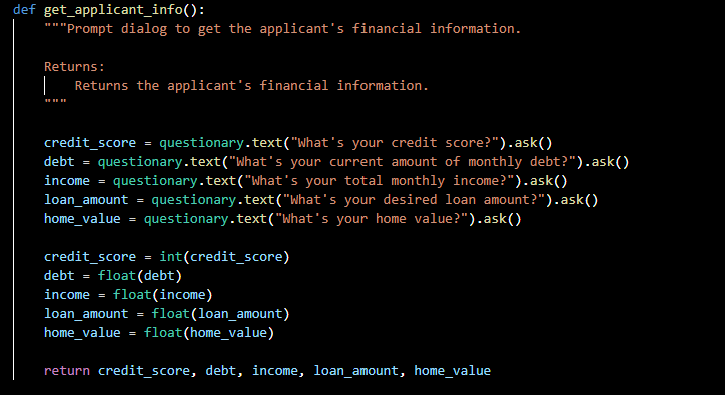 def get_applicant_info():
    """Prompt dialog to get the applicant's financial information.

    Returns:
        Returns the applicant's financial information.
    """

    credit_score = questionary.text("What's your credit score?").ask()
    debt = questionary.text("What's your current amount of monthly debt?").ask()
    income = questionary.text("What's your total monthly income?").ask()
    loan_amount = questionary.text("What's your desired loan amount?").ask()
    home_value = questionary.text("What's your home value?").ask()

    credit_score = int(credit_score)
    debt = float(debt)
    income = float(income)
    loan_amount = float(loan_amount)
    home_value = float(home_value)

    return credit_score, debt, income, loan_amount, home_value